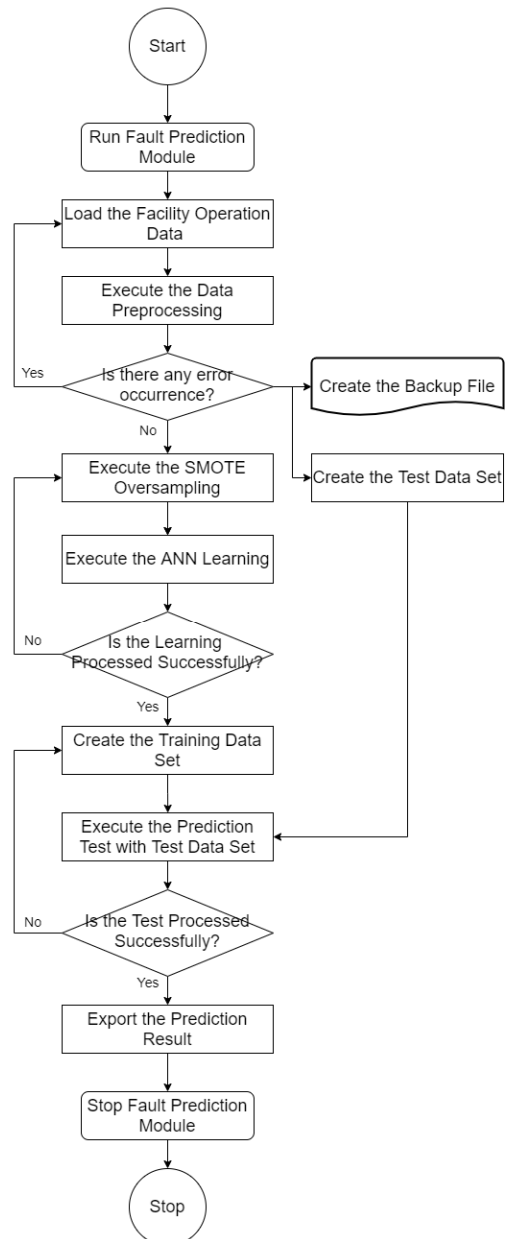 Start
Run Fault Prediction
Module
Load the Facility Operation
Data
Execute the Data
Preprocessing
Is there any error
occurrence?
Yes
Create the Backup File
No
Execute the SMOTE
Oversampling
Create the Test Data Set
Execute the ANN Learning
Is the Learning
Processed Successfully?
No
Yes
Create the Training Data
Set
Execute the Prediction
Test with Test Data Set
Is the Test Processed
Successfully?
No
Yes
Export the Prediction
Result
Stop Fault Prediction
Module
Stop